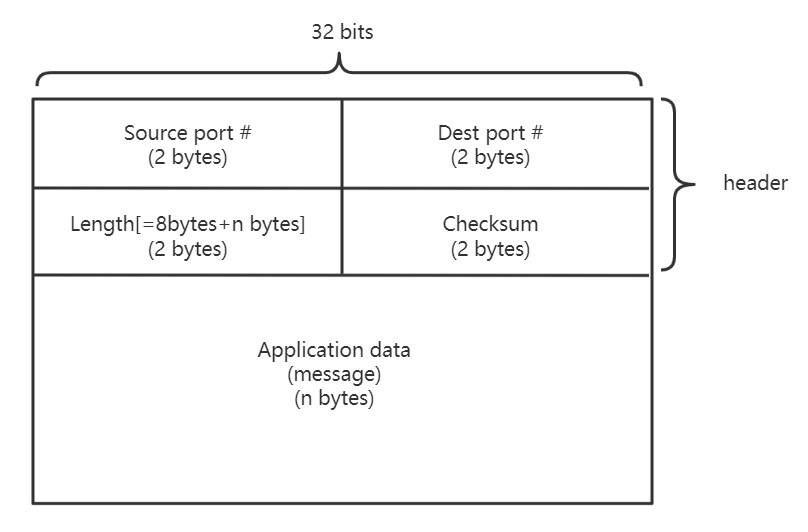 32 bits
Source port #
(2 bytes)
Dest port #
(2 bytes)
header
Length[=8bytes+n bytes]
(2 bytes)
Checksum
(2 bytes)
Application data
(message)
(n bytes)